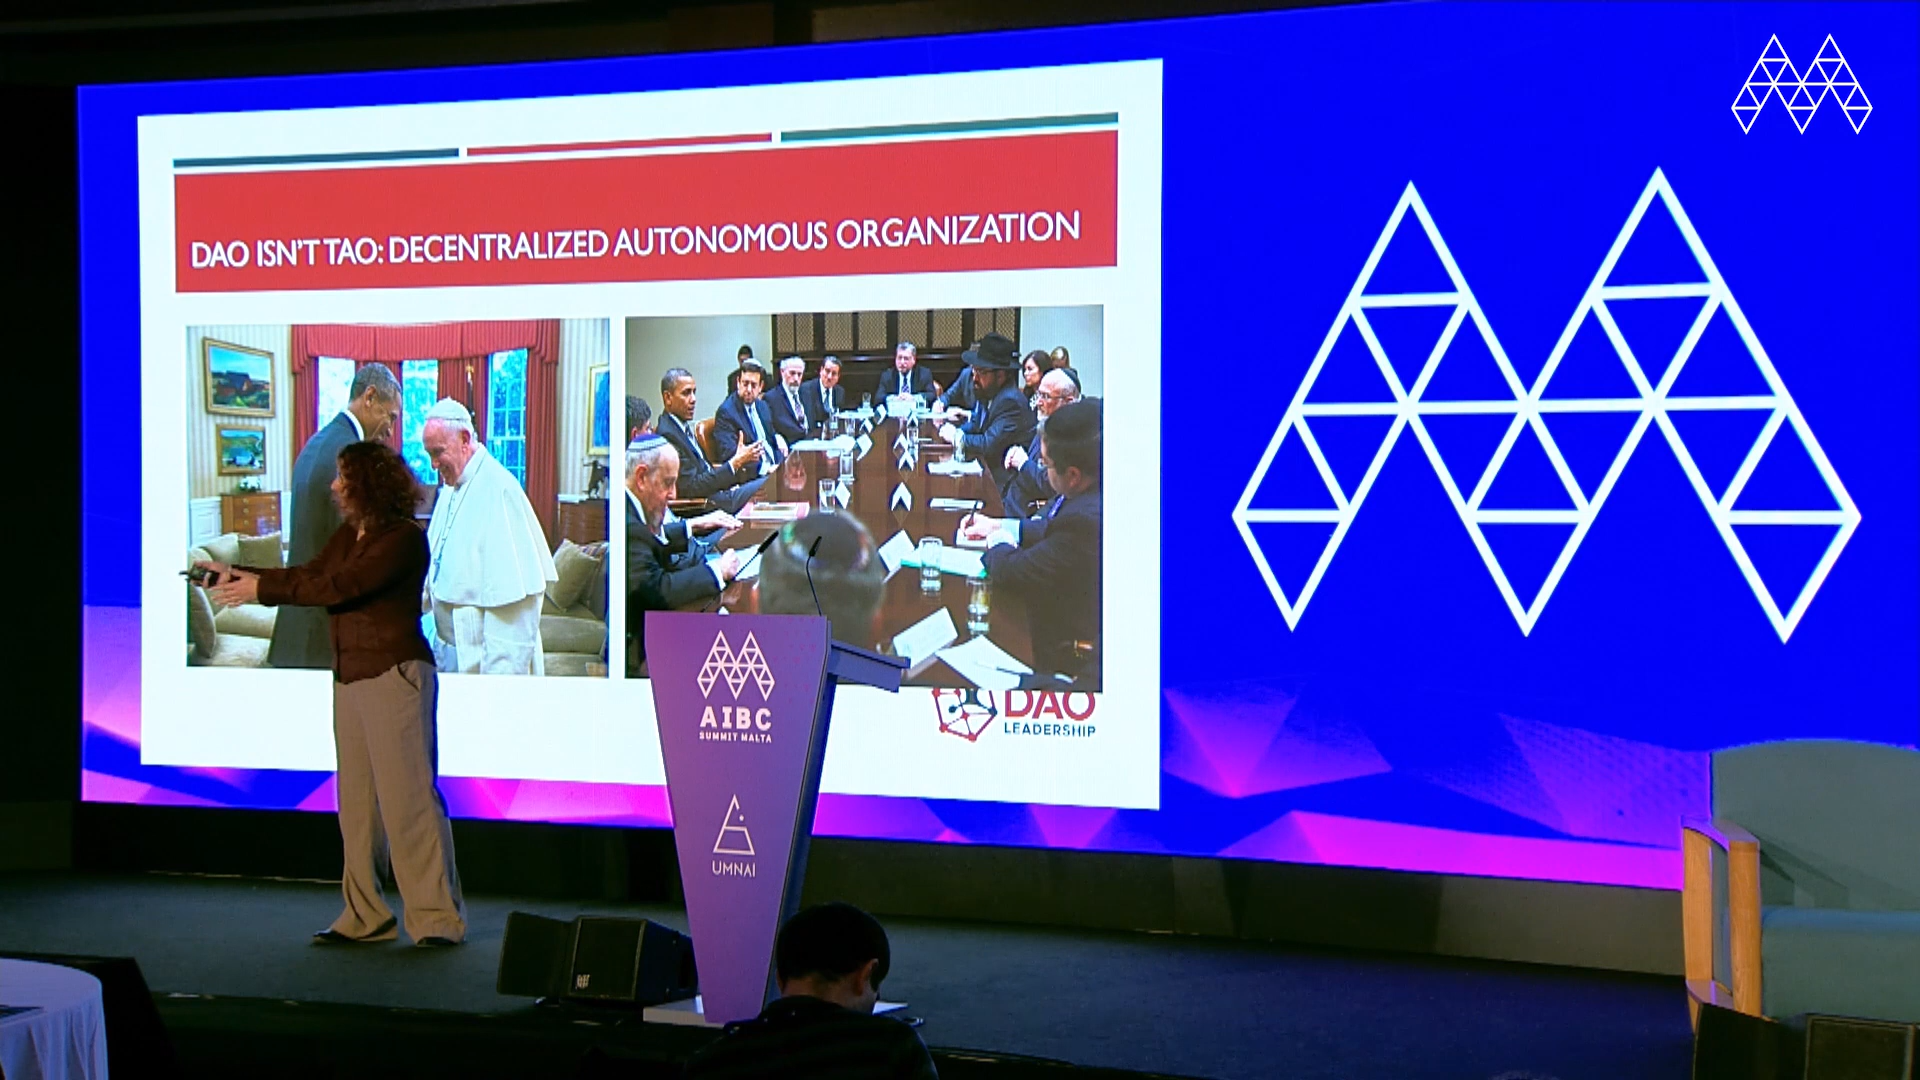 DAO ISN'T TAO: DECENTRALIZED AUTONOMOUS ORGANIZATION
DAO
LEADERSHIP
AIBC
SUMMIT MALTA
UMNAI